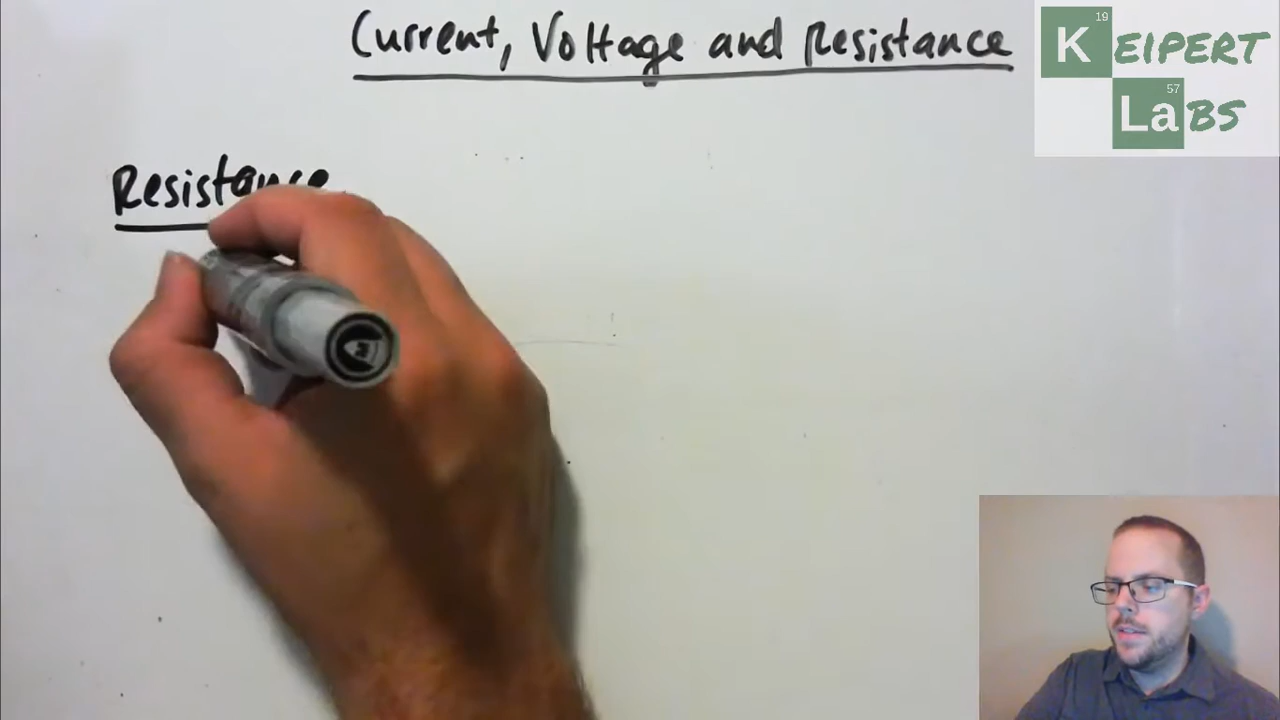 Current, Voltage and Resistance
Resistance
19
KEIPERT
57
LaBS